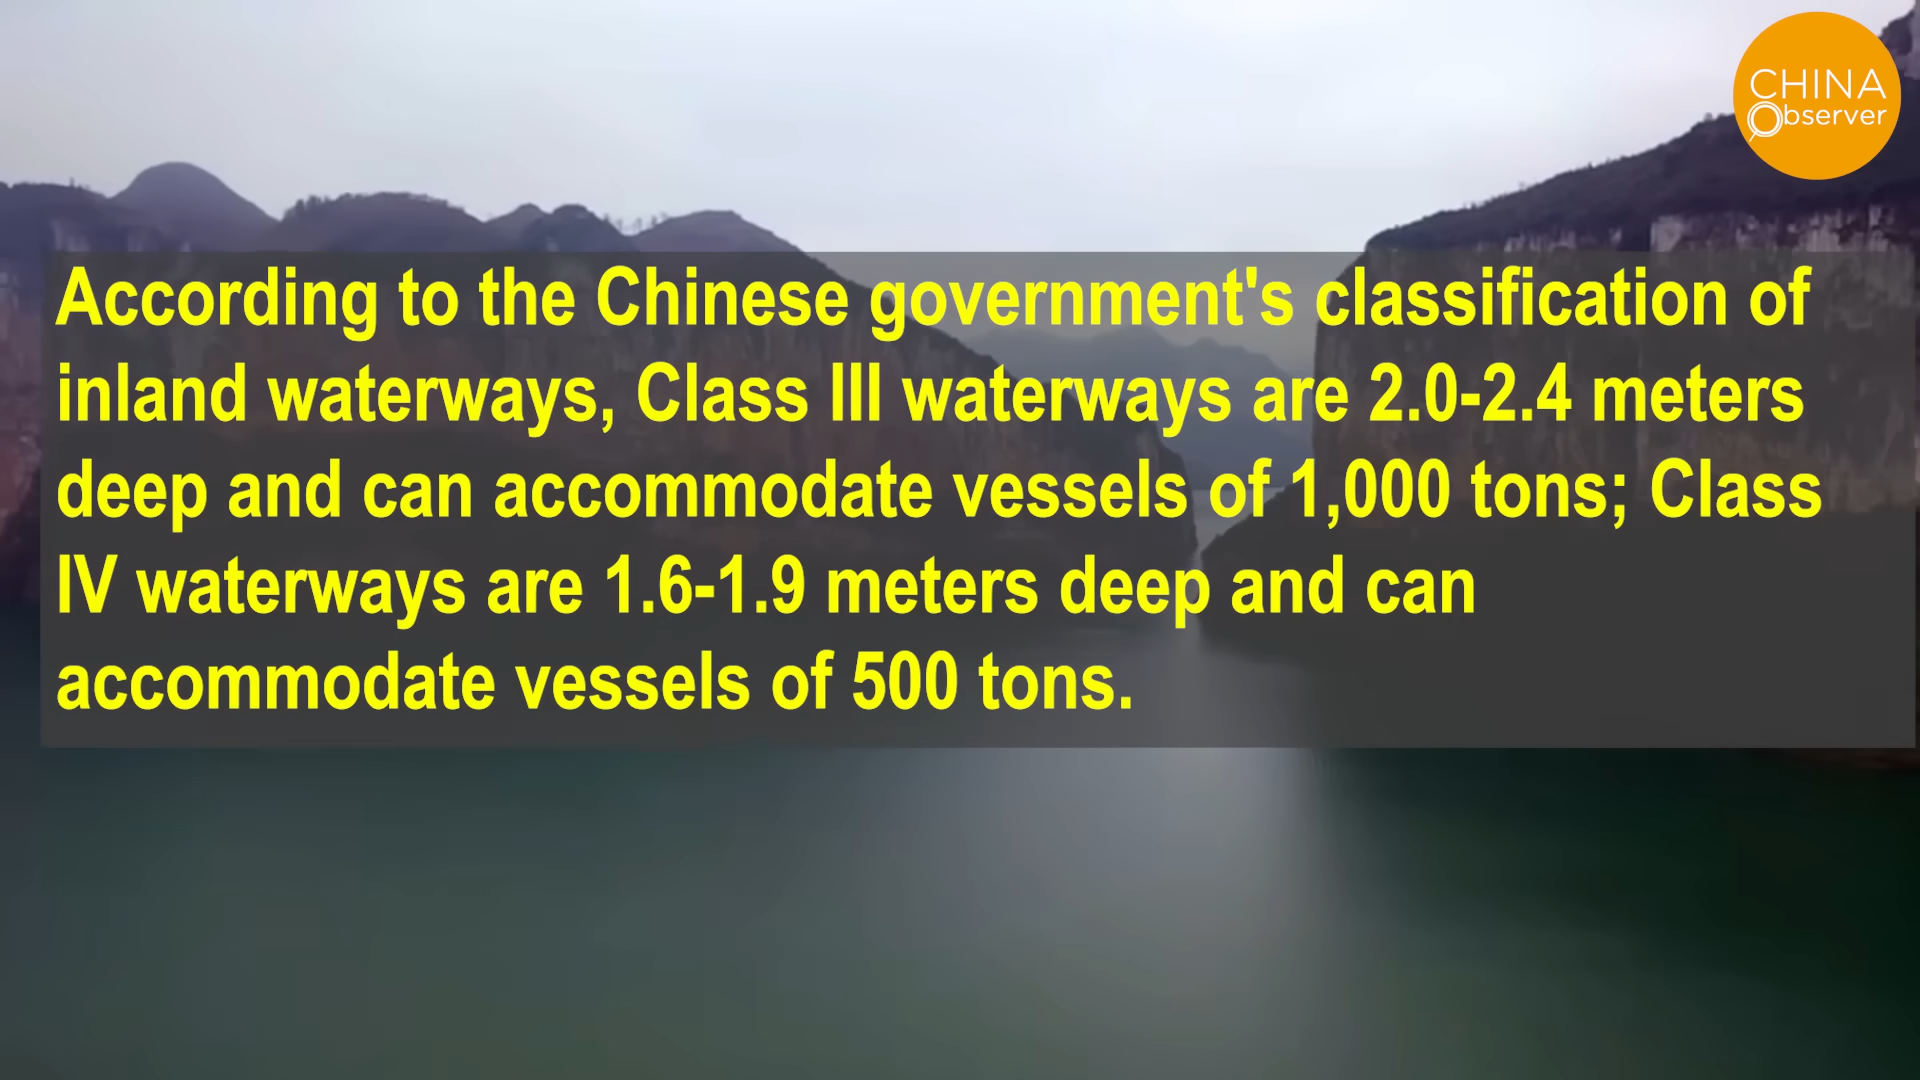 CHINA
Observer
According to the Chinese government's classification of
inland waterways, Class III waterways are 2.0-2.4 meters
deep and can accommodate vessels of 1,000 tons; Class
IV waterways are 1.6-1.9 meters deep and can
accommodate vessels of 500 tons.